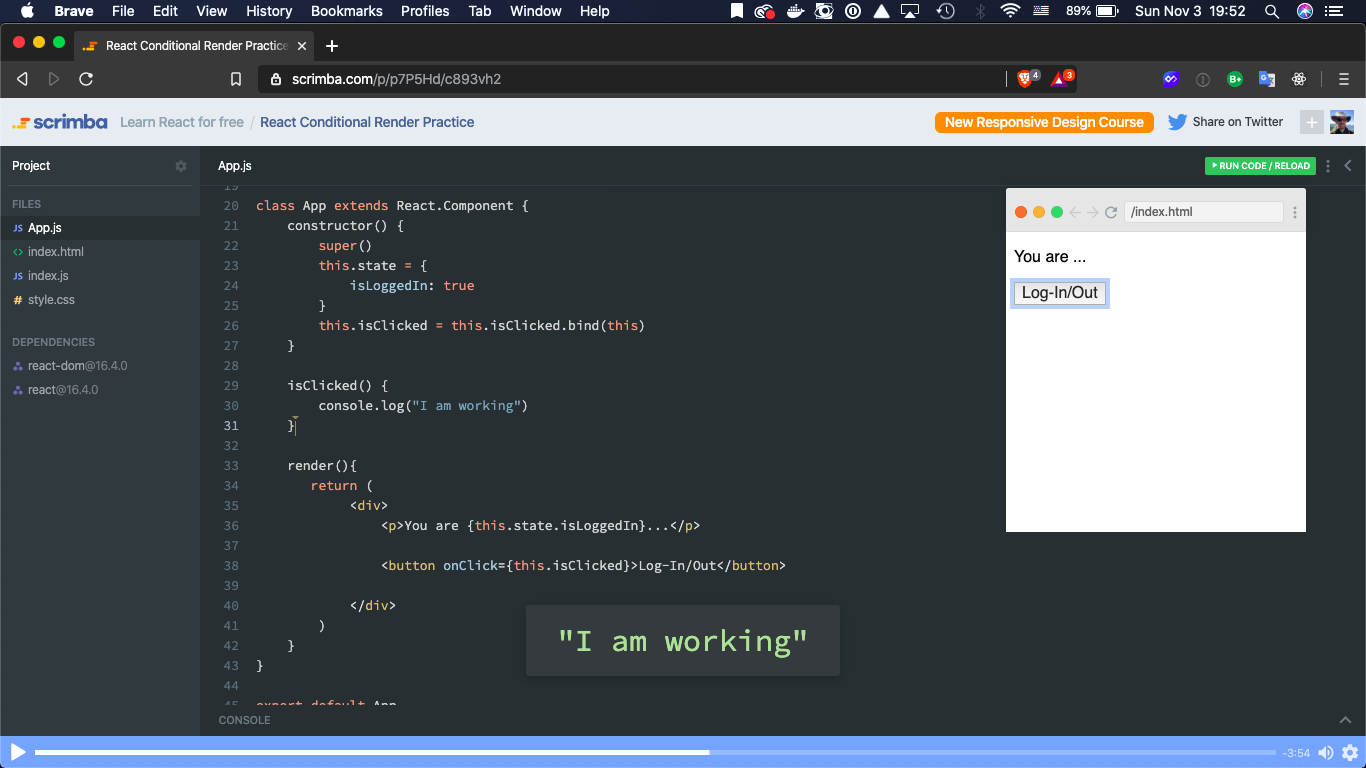 Brave File Edit View History Bookmarks Profiles Tab Window Help 89% Sun Nov 3 19:52
React Conditional Render Practice
scrimba.com/p/p7P5Hd/c893vh2 4 3
scrimba Learn React for free / React Conditional Render Practice New Responsive Design Course Share on Twitter
Project App.js RUN CODE / RELOAD
FILES
JS App.js
<> index.html
JS index.js
# style.css
DEPENDENCIES
react-dom@16.4.0
react@16.4.0
19
20 class App extends React.Component {
21     constructor() {
22         super()
23         this.state = {
24             isLoggedIn: true
25         }
26         this.isClicked = this.isClicked.bind(this)
27     }
28
29     isClicked() {
30         console.log("I am working")
31     }
32
33     render(){
34        return (
35             <div>
36                 <p>You are {this.state.isLoggedIn}...</p>
37
38                 <button onClick={this.isClicked}>Log-In/Out</button>
39
40             </div>
41         )
42     }
43 }
44
45 export default App
/index.html
You are ...
Log-In/Out
"I am working"
CONSOLE
-3:54